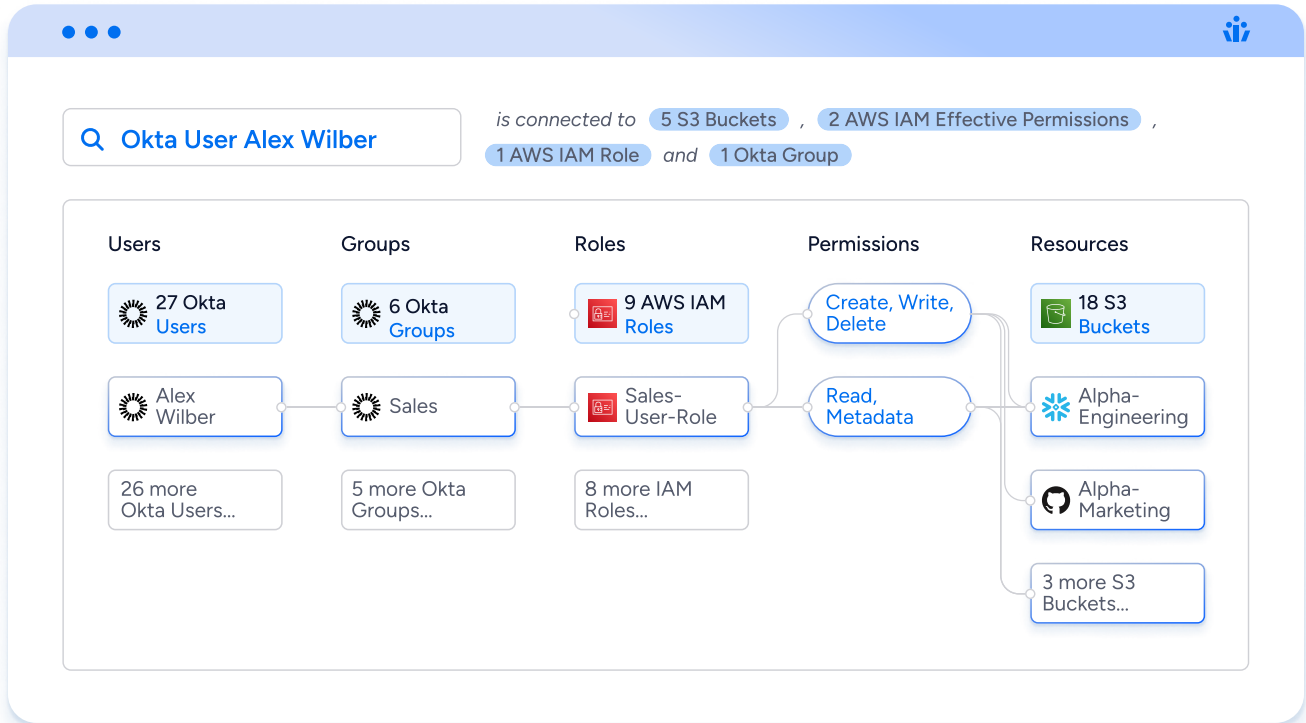 Okta User Alex Wilber
is connected to 5 S3 Buckets , 2 AWS IAM Effective Permissions ,
1 AWS IAM Role and 1 Okta Group
Users
Groups
Roles
Permissions
Resources
27 Okta
Users
6 Okta
Groups
9 AWS IAM
Roles
Create, Write,
Delete
18 S3
Buckets
Alex
Wilber
Sales
Sales-
User-Role
Read,
Metadata
Alpha-
Engineering
26 more
Okta Users...
5 more Okta
Groups...
8 more IAM
Roles...
Alpha-
Marketing
3 more S3
Buckets...